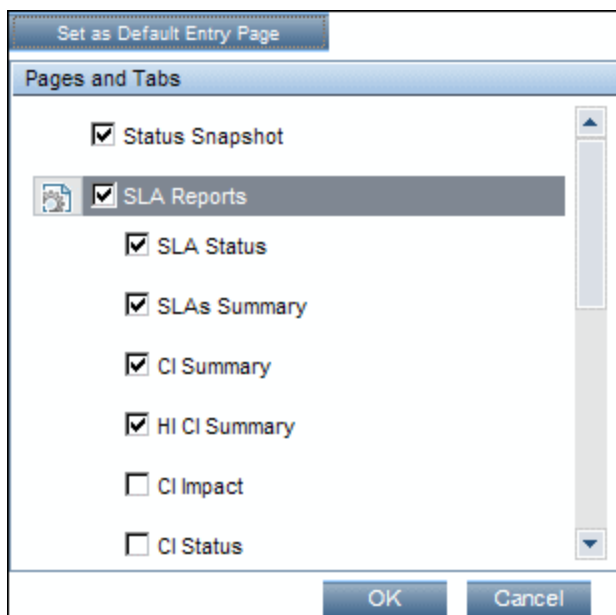 Set as Default Entry Page
Pages and Tabs
Status Snapshot
SLA Reports
SLA Status
SLAs Summary
CI Summary
HI CI Summary
CI Impact
CI Status
OK
Cancel